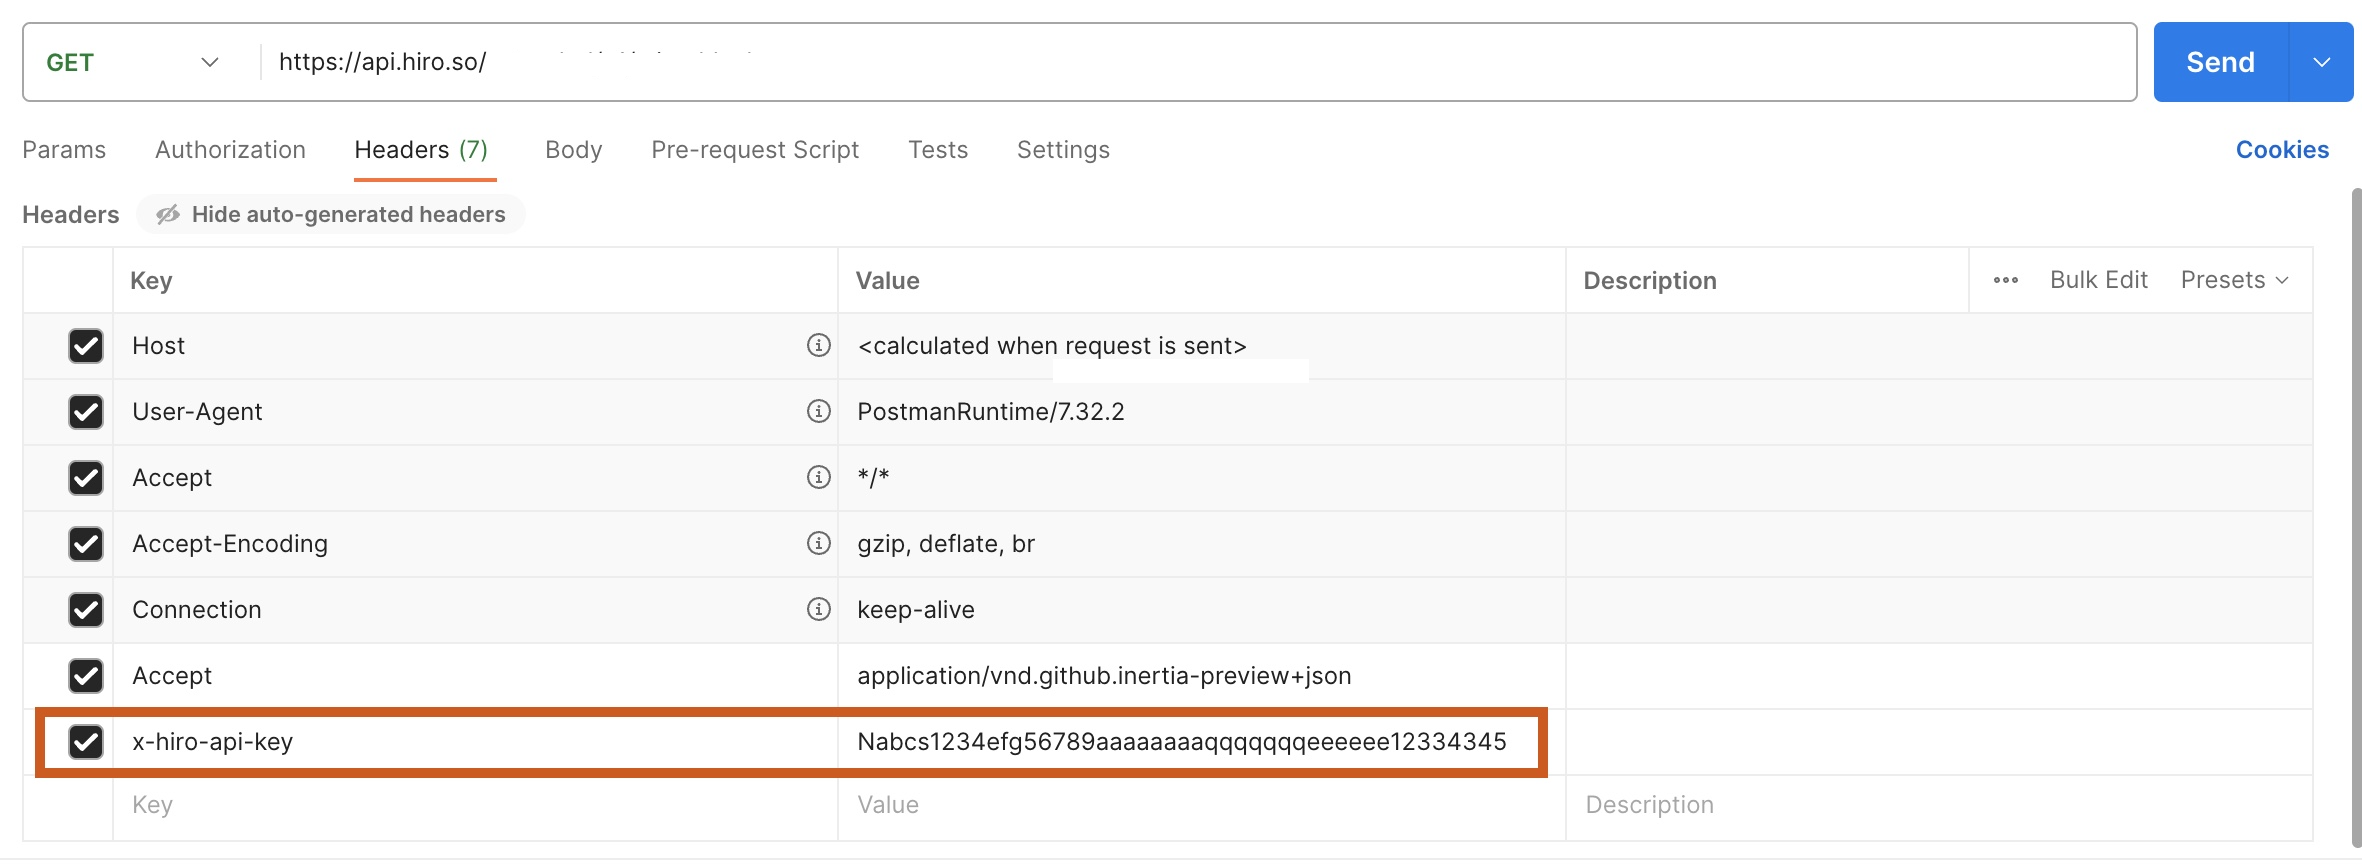 GET https://api.hiro.so/ Send
Params Authorization Headers (7) Body Pre-request Script Tests Settings Cookies
Headers Hide auto-generated headers
Key Value Description Bulk Edit Presets
Host <calculated when request is sent>
User-Agent PostmanRuntime/7.32.2
Accept */*
Accept-Encoding gzip, deflate, br
Connection keep-alive
Accept application/vnd.github.inertia-preview+json
x-hiro-api-key Nabcs1234efg56789aaaaaaaaqqqqqqqeeeeee12334345
Key Value Description